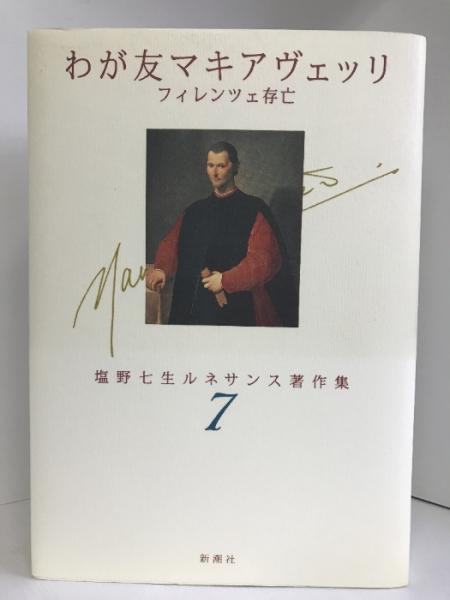 わが友マキアヴェッリ
フィレンツェ存亡
塩野七生ルネサンス著作集
7
新潮社